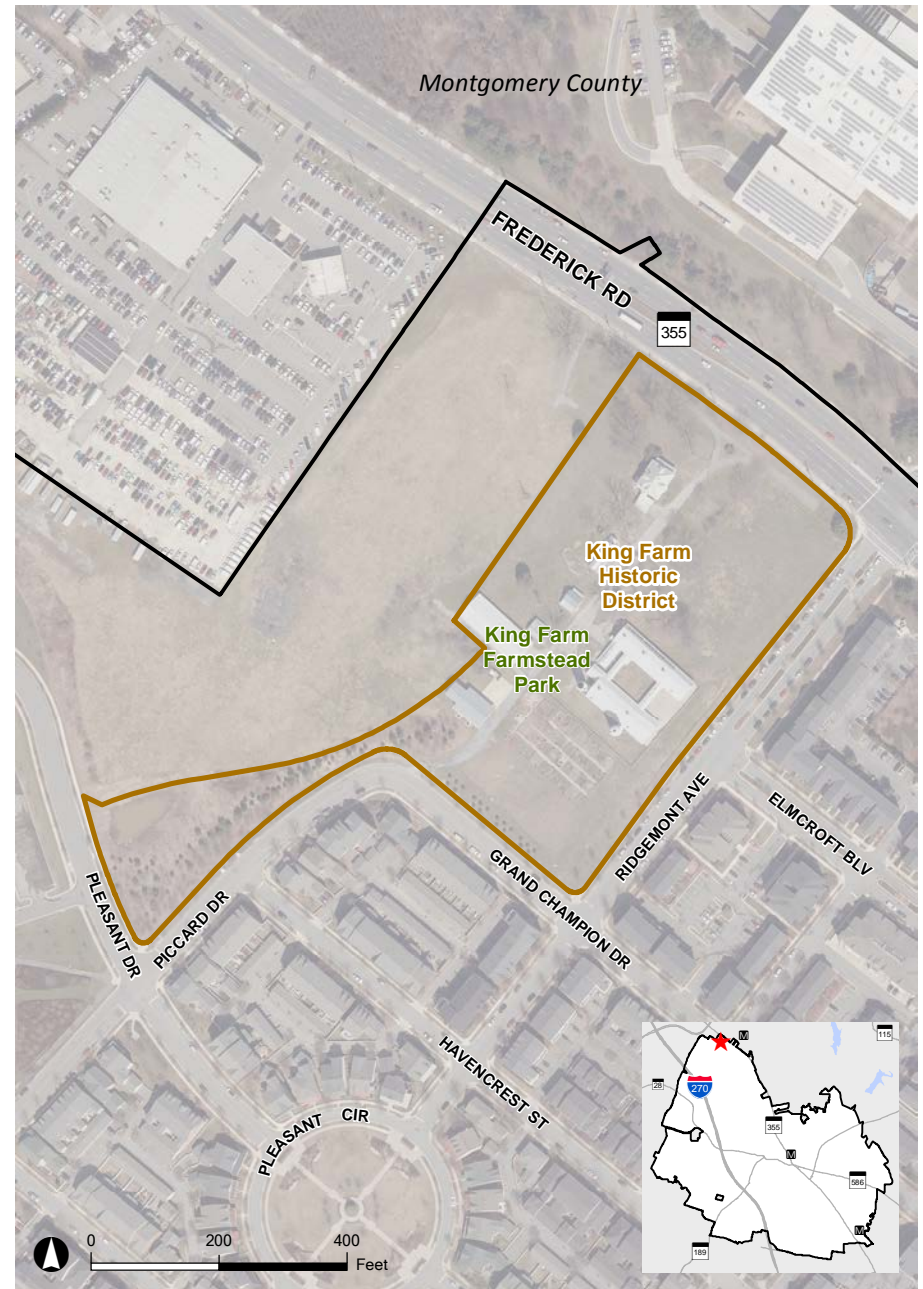 Montgomery County
FREDERICK RD
355
King Farm
Historic
District
King Farm
Farmstead
Park
RIDGEMONT AVE
ELMCROFT BLV
PLEASANT DR
PICCARD DR
GRAND CHAMPION DR
HAVENCREST ST
PLEASANT CIR
0
200
400
Feet
M
115
28
270
355
M
586
M
189